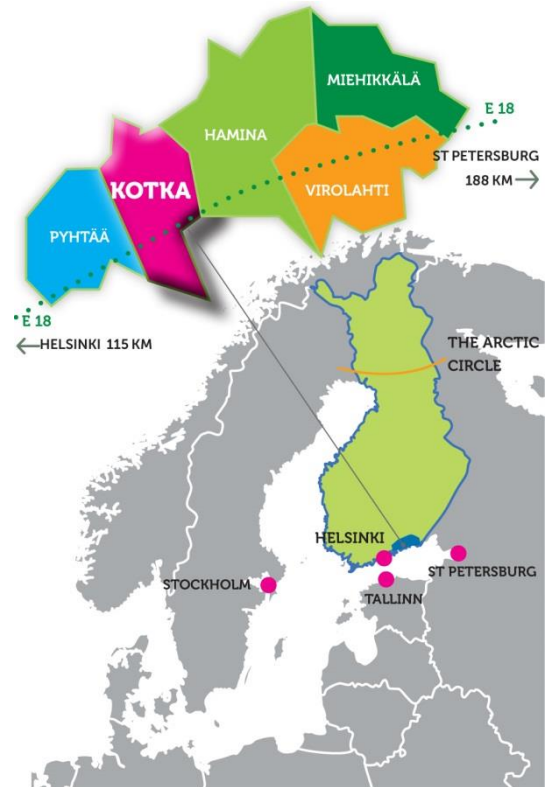 MIEHIKKÄLÄ
E 18
HAMINA
ST PETERSBURG
188 KM →
KOTKA
VIROLAHTI
PYHTÄÄ
E 18
← HELSINKI 115 KM
THE ARCTIC
CIRCLE
HELSINKI
ST PETERSBURG
STOCKHOLM
TALLINN